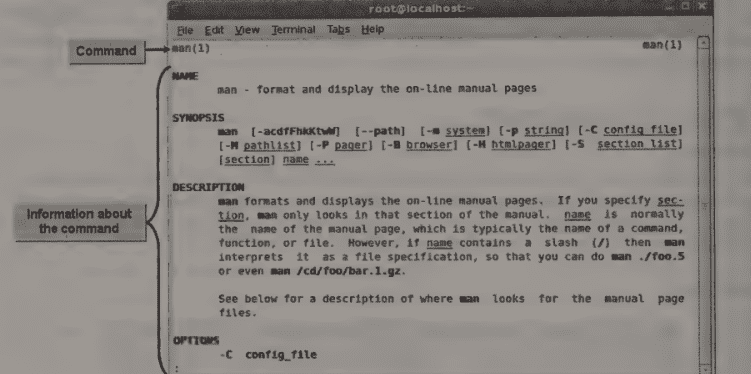 root@localhost:~
File Edit View Terminal Tabs Help
Command
man(1) man(1)
NAME
man - format and display the on-line manual pages
SYNOPSIS
man [-acdfFhkKtwW] [--path] [-m system] [-p string] [-C config_file]
[-M pathlist] [-P pager] [-B browser] [-H htmlpager] [-S section_list]
[section] name ...
DESCRIPTION
man formats and displays the on-line manual pages. If you specify sec-
tion, man only looks in that section of the manual. name is normally
the name of the manual page, which is typically the name of a command,
function, or file. However, if name contains a slash (/) then man
interprets it as a file specification, so that you can do man ./foo.5
or even man /cd/foo/bar.1.gz.
Information about
the command
See below for a description of where man looks for the manual page
files.
OPTIONS
-C config_file
: